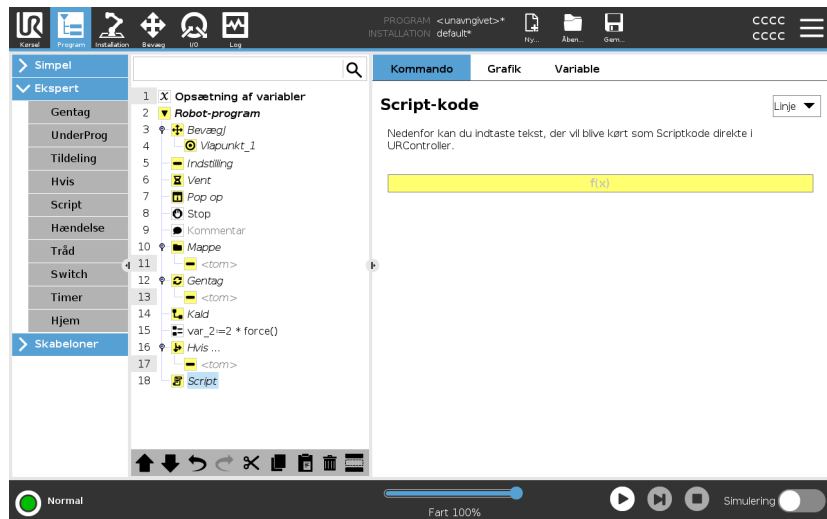 UR
PROGRAM <unavngivet>*
INSTALLATION default*
CCCC
CCCC
Kørsel Program Installation Bevæg I/O Log Ny... Åben... Gem...
Simpel
Ekspert
Gentag
UnderProg
Tildeling
Hvis
Script
Hændelse
Tråd
Switch
Timer
Hjem
Skabeloner
1 X Opsætning af variabler
2 Robot-program
3 BevægJ
4 Viapunkt_1
5 Indstilling
6 Vent
7 Pop op
8 Stop
9 Kommentar
10 Mappe
11 <tom>
12 Gentag
13 <tom>
14 Kald
15 var_2:=2 * force()
16 Hvis ...
17 <tom>
18 Script
Kommando Grafik Variable
Script-kode
Linje
Nedenfor kan du indtaste tekst, der vil blive kørt som Scriptkode direkte i
URController.
f(x)
Normal
Fart 100%
Simulering